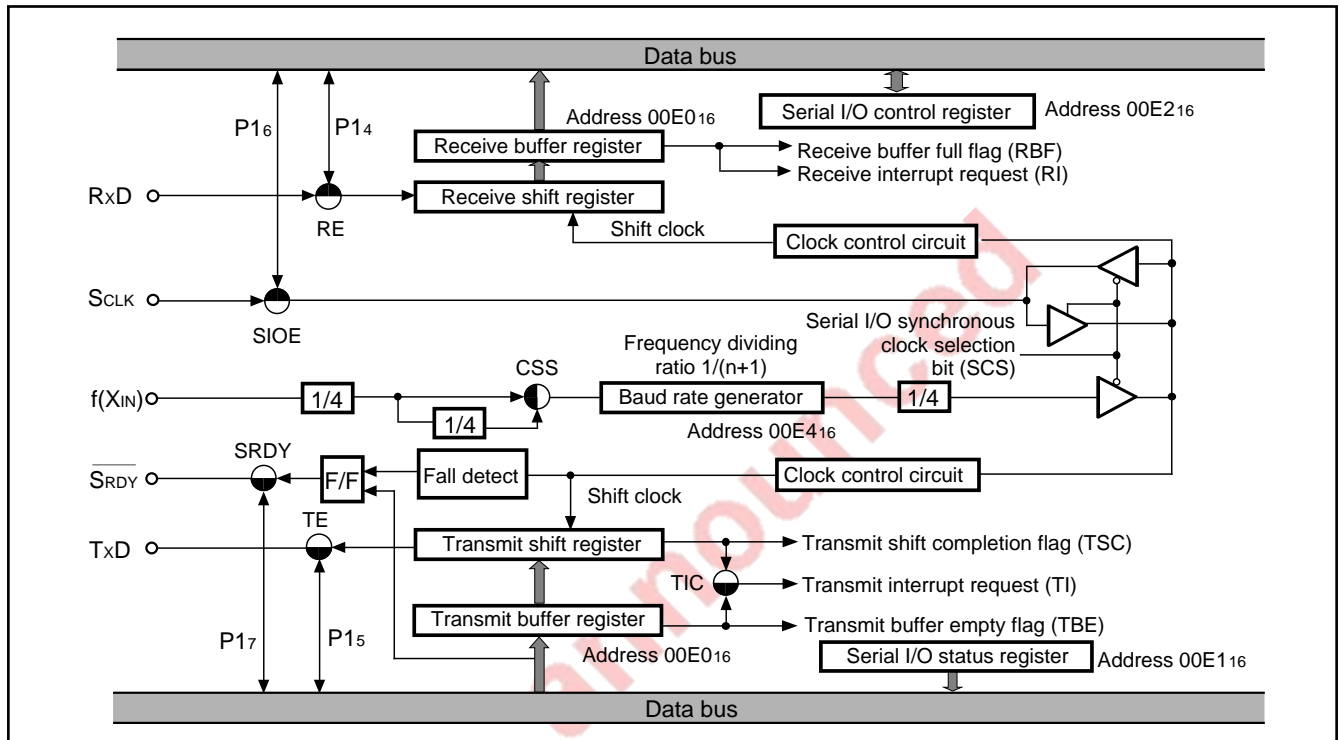 Data bus
P16
P14
Address 00E016
Serial I/O control register
Address 00E216
Receive buffer register
Receive buffer full flag (RBF)
Receive interrupt request (RI)
RxD
Receive shift register
RE
Shift clock
Clock control circuit
SCLK
SIOE
Serial I/O synchronous
clock selection
bit (SCS)
Frequency dividing
ratio 1/(n+1)
CSS
f(XIN)
1/4
1/4
Baud rate generator
1/4
Address 00E416
SRDY
SRDY
F/F
Fall detect
Clock control circuit
Shift clock
TE
TxD
Transmit shift register
Transmit shift completion flag (TSC)
TIC
Transmit interrupt request (TI)
Transmit buffer register
Transmit buffer empty flag (TBE)
P17
P15
Address 00E016
Serial I/O status register
Address 00E116
Data bus
announced